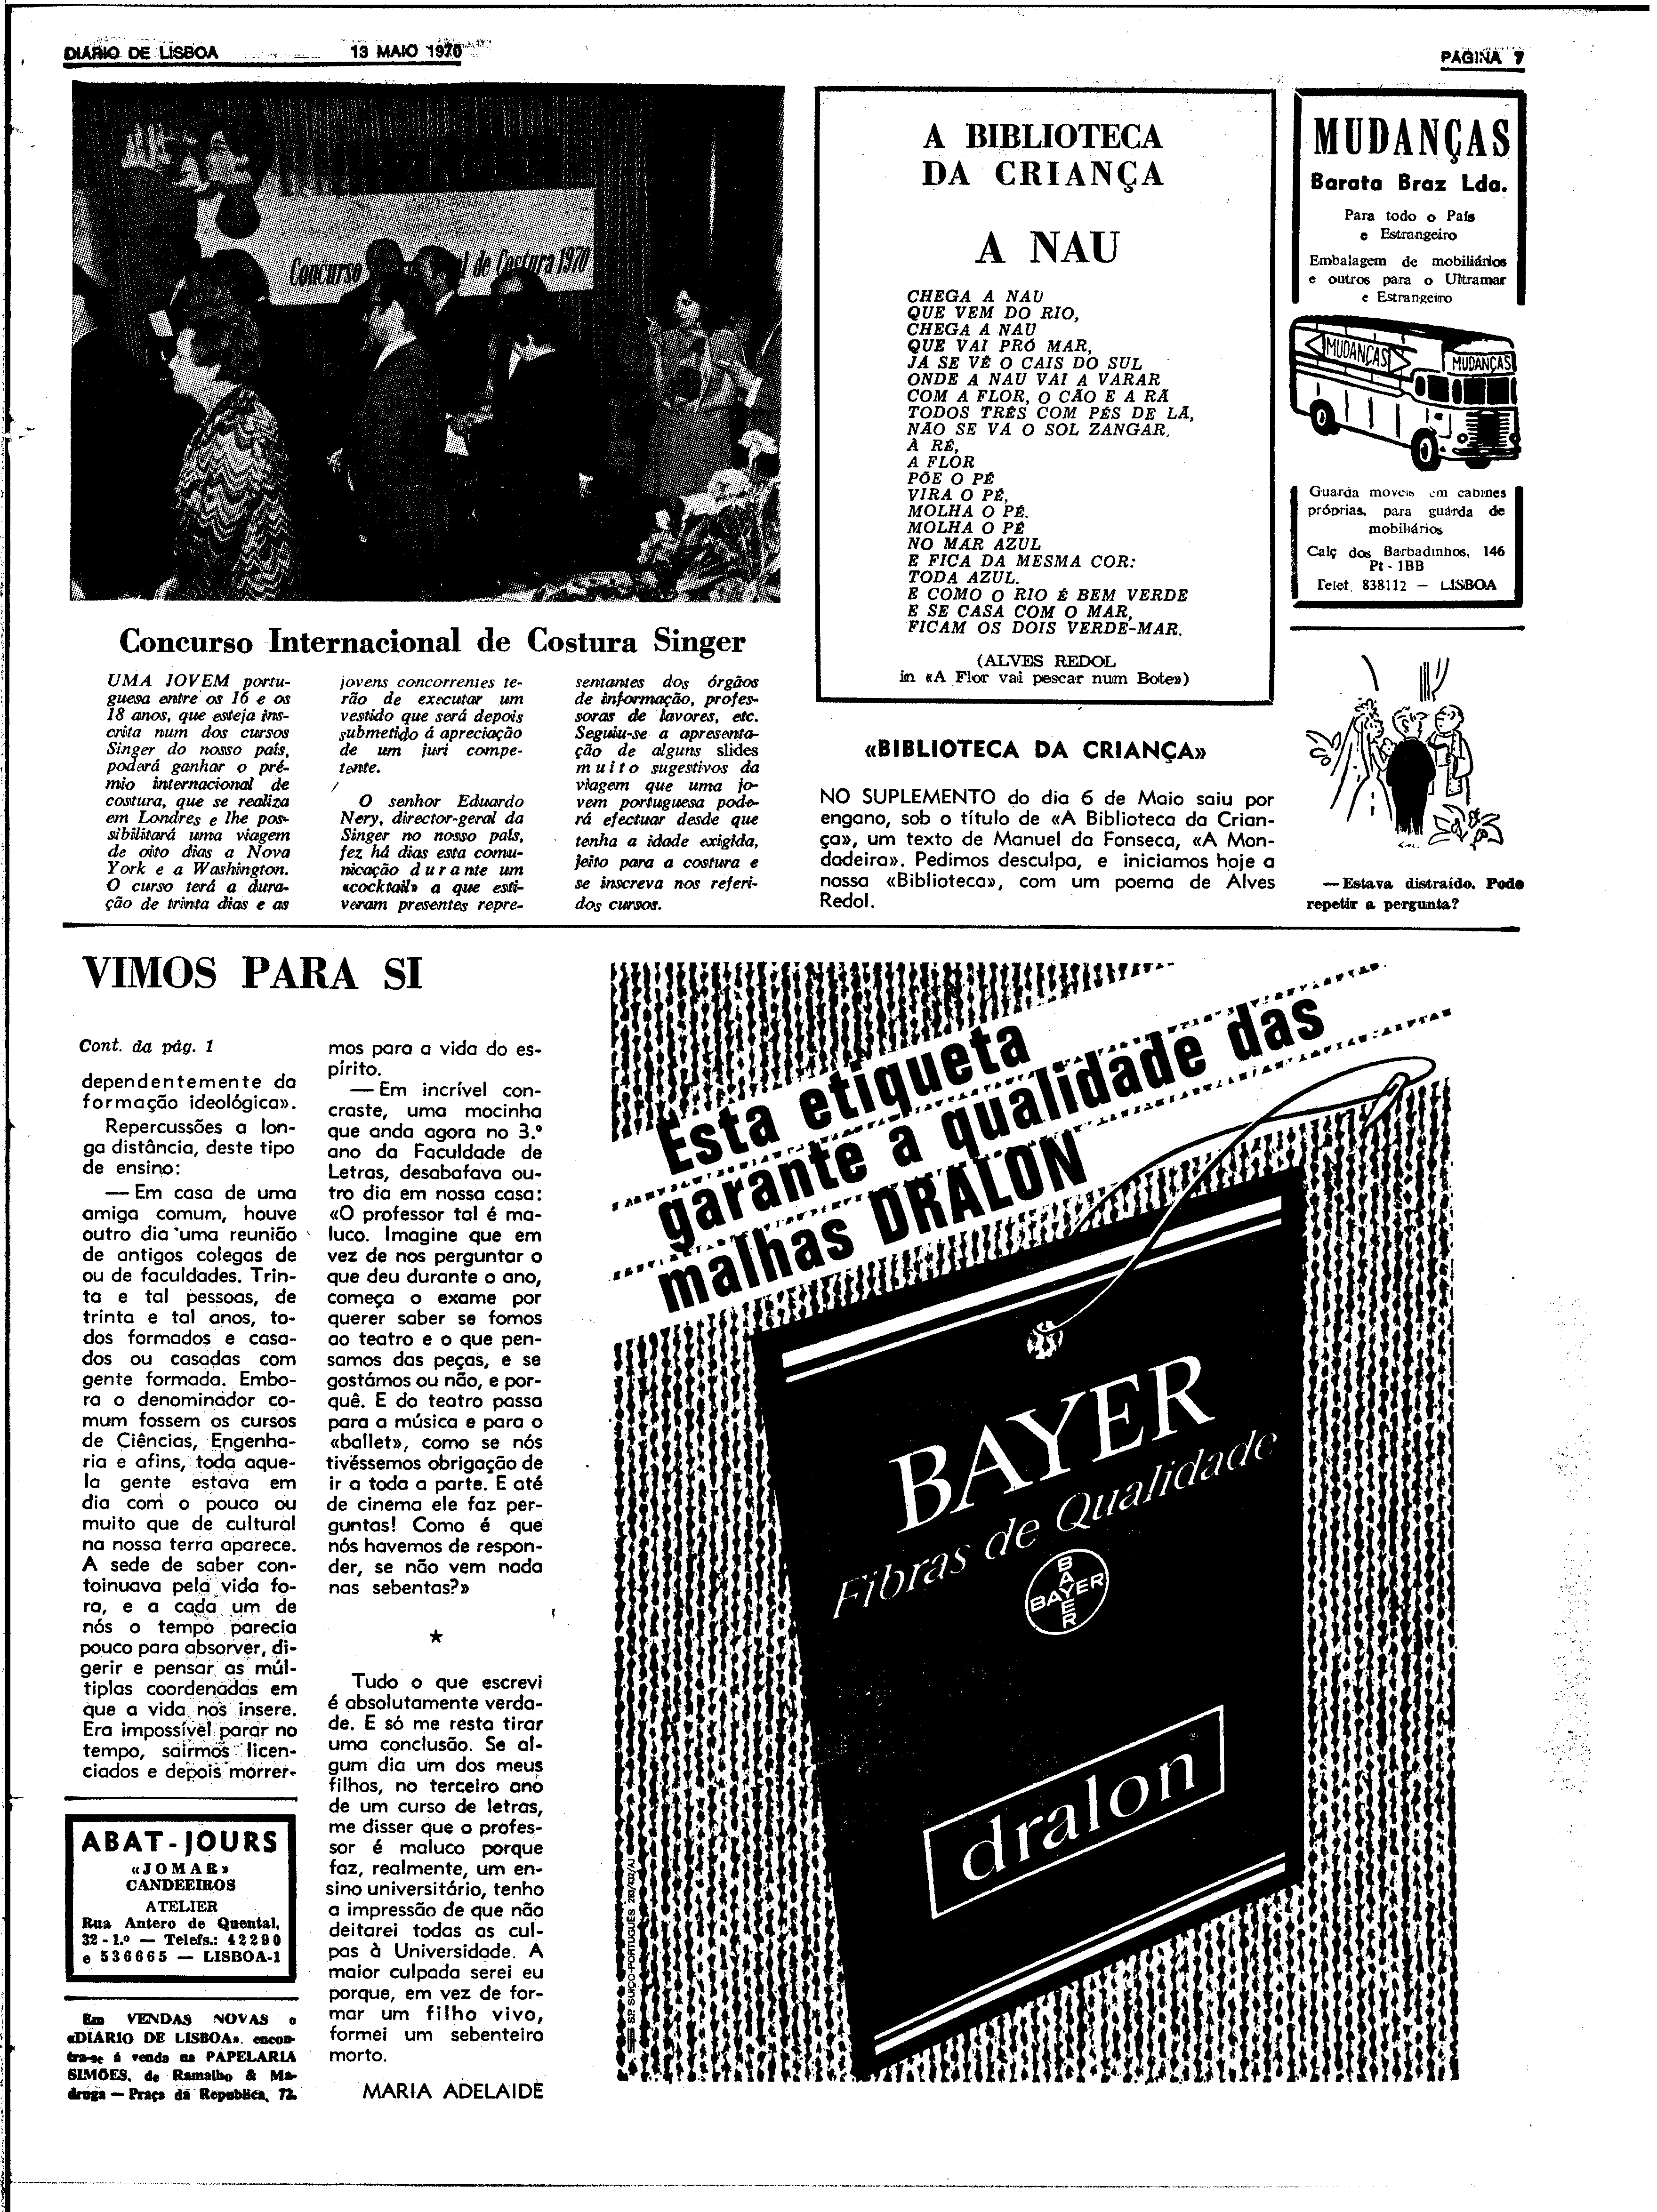 DIÁRIO DE LISBOA
13 MAIO 1970
PÁGINA 7
Concurso
al de Costura 1970
Concurso Internacional de Costura Singer
UMA JOVEM portu-
guesa entre os 16 e os
18 anos, que esteja ins-
crita num dos cursos
Singer do nosso país,
poderá ganhar o pré-
mio internacional de
costura, que se realiza
em Londres e lhe pos-
sibilitará uma viagem
de oito dias a Nova
York e a Washington.
O curso terá a dura-
ção de trinta dias e as
jovens concorrentes te-
rão de executar um
vestido que será depois
submetido á apreciação
de um juri compe-
tente.
O senhor Eduardo
Nery, director-geral da
Singer no nosso país,
fez há dias esta comu-
nicação durante um
«cocktail» a que esti-
veram presentes repre-
sentantes dos órgãos
de informação, profes-
soras de lavores, etc.
Seguiu-se a apresenta-
ção de alguns slides
muito sugestivos da
viagem que uma jo-
vem portuguesa pode-
rá efectuar desde que
tenha a idade exigida,
jeito para a costura e
se inscreva nos referi-
dos cursos.
A BIBLIOTECA
DA CRIANÇA
A NAU
CHEGA A NAU
QUE VEM DO RIO,
CHEGA A NAU
QUE VAI PRÓ MAR,
JÁ SE VÊ O CAIS DO SUL
ONDE A NAU VAI A VARAR
COM A FLOR, O CÃO E A RÃ
TODOS TRÊS COM PÉS DE LÃ,
NÃO SE VÁ O SOL ZANGAR.
À RÉ,
A FLOR
PÕE O PÉ
VIRA O PÉ,
MOLHA O PÉ.
MOLHA O PÉ
NO MAR AZUL
E FICA DA MESMA COR:
TODA AZUL.
E COMO O RIO É BEM VERDE
E SE CASA COM O MAR,
FICAM OS DOIS VERDE-MAR.
(ALVES REDOL
in «A Flor vai pescar num Bote»)
«BIBLIOTECA DA CRIANÇA»
NO SUPLEMENTO do dia 6 de Maio saiu por
engano, sob o título de «A Biblioteca da Crian-
ça», um texto de Manuel da Fonseca, «A Mon-
dadeira». Pedimos desculpa, e iniciamos hoje a
nossa «Biblioteca», com um poema de Alves
Redol.
MUDANÇAS
Barata Braz Lda.
Para todo o País
e Estrangeiro
Embalagem de mobiliários
e outros para o Ultramar
e Estrangeiro
MUDANÇAS
MUDANÇAS
Guarda moveis em cabines
próprias, para guarda de
mobiliários
Calç dos Barbadinhos, 146
Pt - 1BB
Telet. 838112 — LISBOA
—Estava distraído. Pode
repetir a pergunta?
VIMOS PARA SI
Cont. da pág. 1
dependentemente da
formação ideológica».
Repercussões a lon-
ga distância, deste tipo
de ensino:
— Em casa de uma
amiga comum, houve
outro dia uma reunião
de antigos colegas de
ou de faculdades. Trin-
ta e tal pessoas, de
trinta e tal anos, to-
dos formados e casa-
dos ou casadas com
gente formada. Embo-
ra o denominador co-
mum fossem os cursos
de Ciências, Engenha-
ria e afins, toda aque-
la gente estava em
dia com o pouco ou
muito que de cultural
na nossa terra aparece.
A sede de saber con-
toinuava pela vida fo-
ra, e a cada um de
nós o tempo parecia
pouco para absorver, di-
gerir e pensar as múl-
tiplas coordenadas em
que a vida nos insere.
Era impossível parar no
tempo, sairmos licen-
ciados e depois morrer-
mos para a vida do es-
pírito.
— Em incrível con-
craste, uma mocinha
que anda agora no 3.º
ano da Faculdade de
Letras, desabafava ou-
tro dia em nossa casa:
«O professor tal é ma-
luco. Imagine que em
vez de nos perguntar o
que deu durante o ano,
começa o exame por
querer saber se fomos
ao teatro e o que pen-
samos das peças, e se
gostámos ou não, e por-
quê. E do teatro passa
para a música e para o
«ballet», como se nós
tivéssemos obrigação de
ir a toda a parte. E até
de cinema ele faz per-
guntas! Como é que
nós havemos de respon-
der, se não vem nada
nas sebentas?»
★
Tudo o que escrevi
é absolutamente verda-
de. E só me resta tirar
uma conclusão. Se al-
gum dia um dos meus
filhos, no terceiro ano
de um curso de letras,
me disser que o profes-
sor é maluco porque
faz, realmente, um en-
sino universitário, tenho
a impressão de que não
deitarei todas as cul-
pas à Universidade. A
maior culpada serei eu
porque, em vez de for-
mar um filho vivo,
formei um sebenteiro
morto.
MARIA ADELAIDE
ABAT-JOURS
«JOMAR»
CANDEEIROS
ATELIER
Rua Antero de Quental,
32 - 1.º — Telefs.: 42290
e 536665 — LISBOA-1
Em VENDAS NOVAS o
«DIÁRIO DE LISBOA». encon-
tra-se á venda na PAPELARIA
SIMÕES, de Ramalho & Ma-
druga — Praça da Republica, 72.
Esta etiqueta
garante a qualidade das
malhas DRALON
BAYER
Fibras de Qualidade
BAYER
BAYER
dralon
S.P. SUIÇO-PORTUGUÊS 283/432/AJ